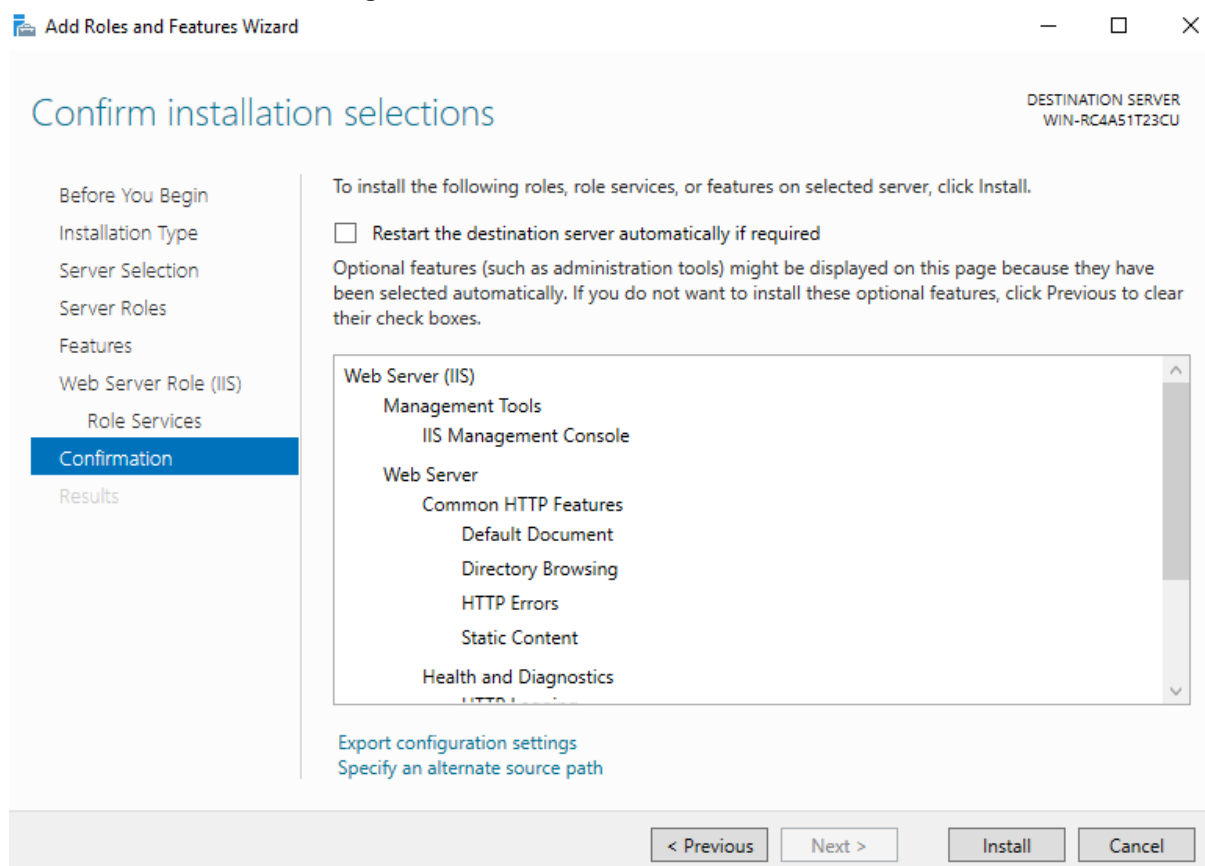 Add Roles and Features Wizard
Confirm installation selections
DESTINATION SERVER
WIN-RC4A51T23CU
Before You Begin
Installation Type
Server Selection
Server Roles
Features
Web Server Role (IIS)
Role Services
Confirmation
Results
To install the following roles, role services, or features on selected server, click Install.
Restart the destination server automatically if required
Optional features (such as administration tools) might be displayed on this page because they have
been selected automatically. If you do not want to install these optional features, click Previous to clear
their check boxes.
Web Server (IIS)
Management Tools
IIS Management Console
Web Server
Common HTTP Features
Default Document
Directory Browsing
HTTP Errors
Static Content
Health and Diagnostics
Export configuration settings
Specify an alternate source path
< Previous
Next >
Install
Cancel